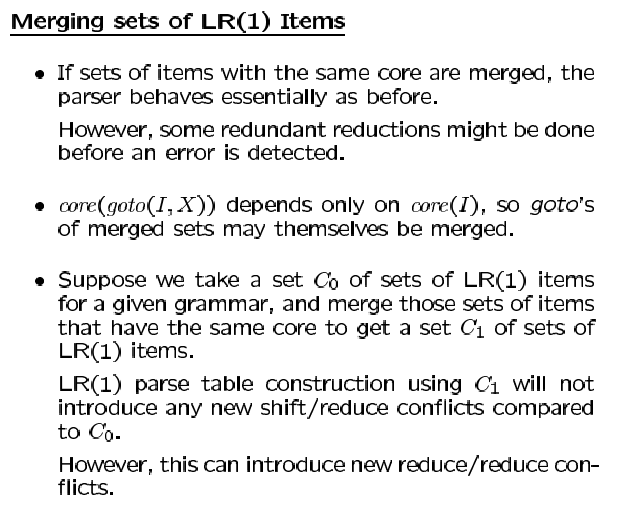 Merging sets of LR(1) Items
• If sets of items with the same core are merged, the
parser behaves essentially as before.
However, some redundant reductions might be done
before an error is detected.
• core(goto(I, X)) depends only on core(I), so goto's
of merged sets may themselves be merged.
• Suppose we take a set C₀ of sets of LR(1) items
for a given grammar, and merge those sets of items
that have the same core to get a set C₁ of sets of
LR(1) items.
LR(1) parse table construction using C₁ will not
introduce any new shift/reduce conflicts compared
to C₀.
However, this can introduce new reduce/reduce con-
flicts.